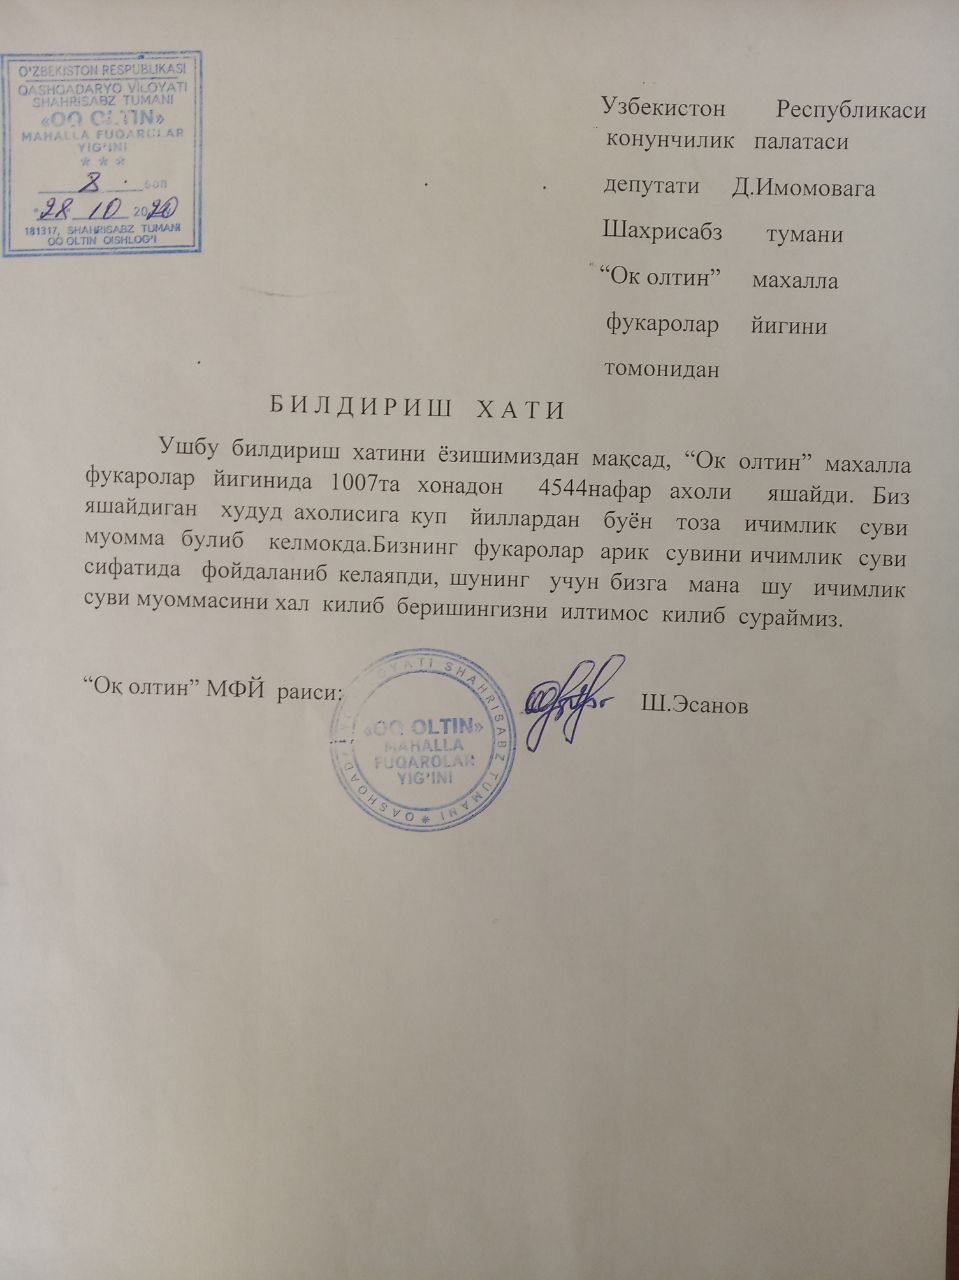 O'ZBEKISTON RESPUBLIKASI
QASHQADARYO VILOYATI
SHAHRISABZ TUMANI
«OQ OLTIN»
MAHALLA FUQAROLAR
YIG'INI
***
8 son
"28 10 2020
181317, SHAHRISABZ TUMANI
OQ OLTIN QISHLOG'I
Узбекистон Республикаси
конунчилик палатаси
депутати Д.Имомовага
Шахрисабз тумани
“Ок олтин” махалла
фукаролар йигини
томонидан
БИЛДИРИШ ХАТИ
Ушбу билдириш хатини ёзишимиздан мақсад, “Ок олтин” махалла
фукаролар йигинида 1007та хонадон 4544нафар ахоли яшайди. Биз
яшайдиган худуд ахолисига куп йиллардан буён тоза ичимлик суви
муомма булиб келмокда.Бизнинг фукаролар арик сувини ичимлик суви
сифатида фойдаланиб келаяпди, шунинг учун бизга мана шу ичимлик
суви муоммасини хал килиб беришингизни илтимос килиб сураймиз.
“Оқ олтин” МФЙ раиси:
Ш.Эсанов
SHAHRISABZ TUMANI * QASHQAD
«OQ OLTIN»
MAHALLA
FUQAROLAR
YIG'INI